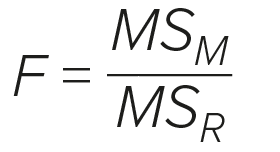 F = MS_M / MS_R